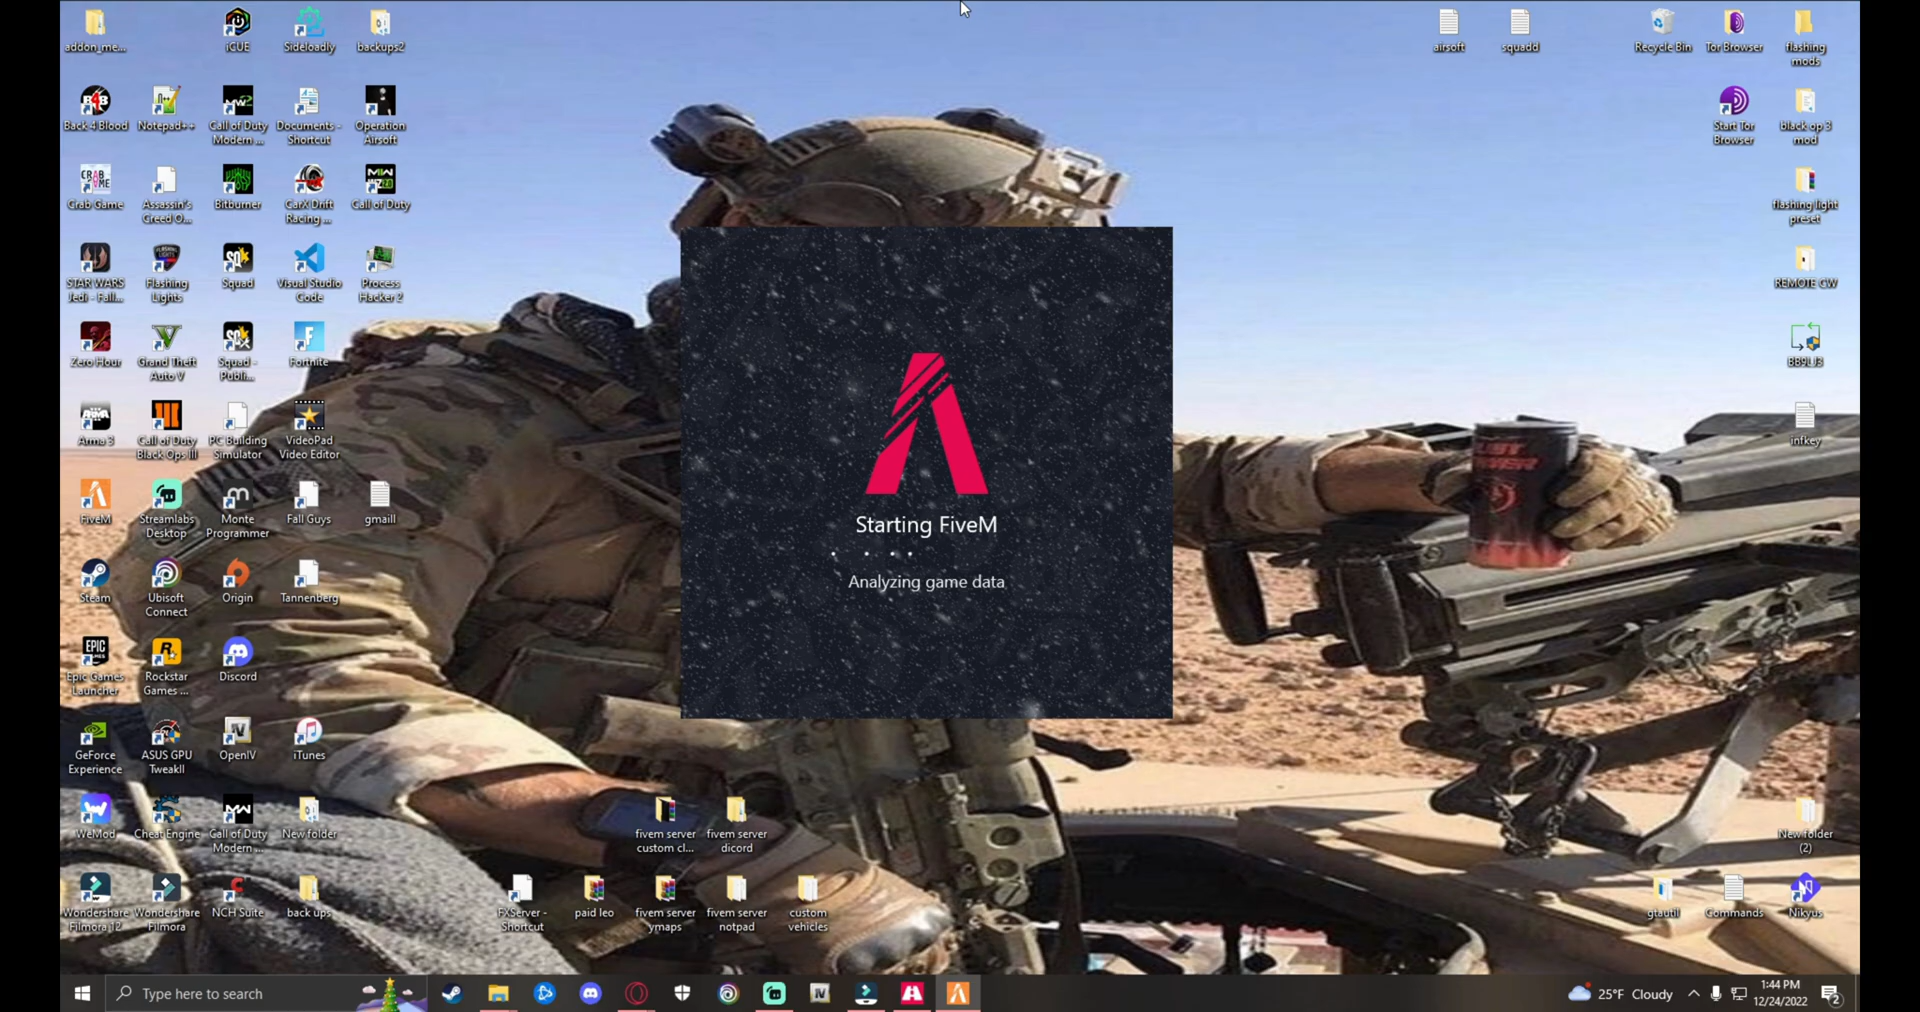 addon_me...
iCUE
Sideloadly
backups2
airsoft
squadd
Recycle Bin
Tor Browser
flashing
mods
Back 4 Blood
Notepad++
Call of Duty
Modern ...
Documents -
Shortcut
Operation
Airsoft
Start Tor
Browser
black op 3
mod
Crab Game
Assassin's
Creed O...
Bitburner
CarX Drift
Racing ...
Call of Duty
flashing light
preset
STAR WARS
Jedi - Fall...
Flashing
Lights
Squad
Visual Studio
Code
Process
Hacker 2
REMOTE CW
Zero Hour
Grand Theft
Auto V
Squad -
Publi...
Fortnite
Arma 3
Call of Duty
Black Ops III
PC Building
Simulator
VideoPad
Video Editor
infkey
FiveM
Streamlabs
Desktop
Monte
Programmer
Fall Guys
gmaill
Starting FiveM
Analyzing game data
Steam
Ubisoft
Connect
Origin
Tannenberg
EPIC
GAMES
Epic Games
Launcher
Rockstar
Games ...
Discord
GeForce
Experience
ASUS GPU
TweakII
OpenIV
iTunes
WeMod
Cheat Engine
Call of Duty
Modern ...
New folder
fivem server
custom cl...
fivem server
dicord
New folder
(2)
Wondershare
Filmora 12
Wondershare
Filmora
NCH Suite
back ups
FXServer -
Shortcut
paid leo
fivem server
ymaps
fivem server
notpad
custom
vehicles
gtautil
Commands
Nikyus
Type here to search
25°F Cloudy
1:44 PM
12/24/2022
2